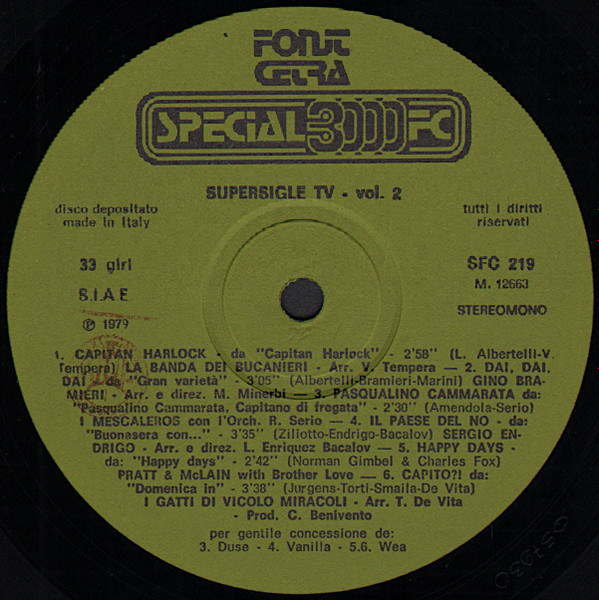 FONIT
CETRA
SPECIAL 3000 FC
SUPERSIGLE TV - vol. 2
disco depositato
made in Italy
tutti i diritti
riservati
33 giri
S.I.A E
℗ 1979
SFC 219
M. 12663
STEREOMONO
1. CAPITAN HARLOCK - da "Capitan Harlock" - 2'58" (L. Albertelli-V.
Tempera) LA BANDA DEI BUCANIERI - Arr. V. Tempera — 2. DAI, DAI,
DAI - da "Gran varietà" - 3'05" (Albertelli-Bramieri-Marini) GINO BRA-
MIERI - Arr. e direz. M. Minerbi — 3. PASQUALINO CAMMARATA da:
"Pasqualino Cammarata, Capitano di fregata" - 2'30" (Amendola-Serio)
I MESCALEROS con l'Orch. R. Serio — 4. IL PAESE DEL NO - da:
"Buonasera con..." - 3'35" (Ziliotto-Endrigo-Bacalov) SERGIO EN-
DRIGO - Arr. e direz. L. Enriquez Bacalov — 5. HAPPY DAYS -
da: "Happy days" - 2'42" (Norman Gimbel & Charles Fox)
PRATT & McLAIN with Brother Love — 6. CAPITO?! da:
"Domenica in" - 3'38" (Jurgens-Torti-Smaila-De Vita)
I GATTI DI VICOLO MIRACOLI - Arr. T. De Vita
- Prod. C. Benivento
per gentile concessione di:
3. Duse - 4. Vanilla - 5.6. Wea